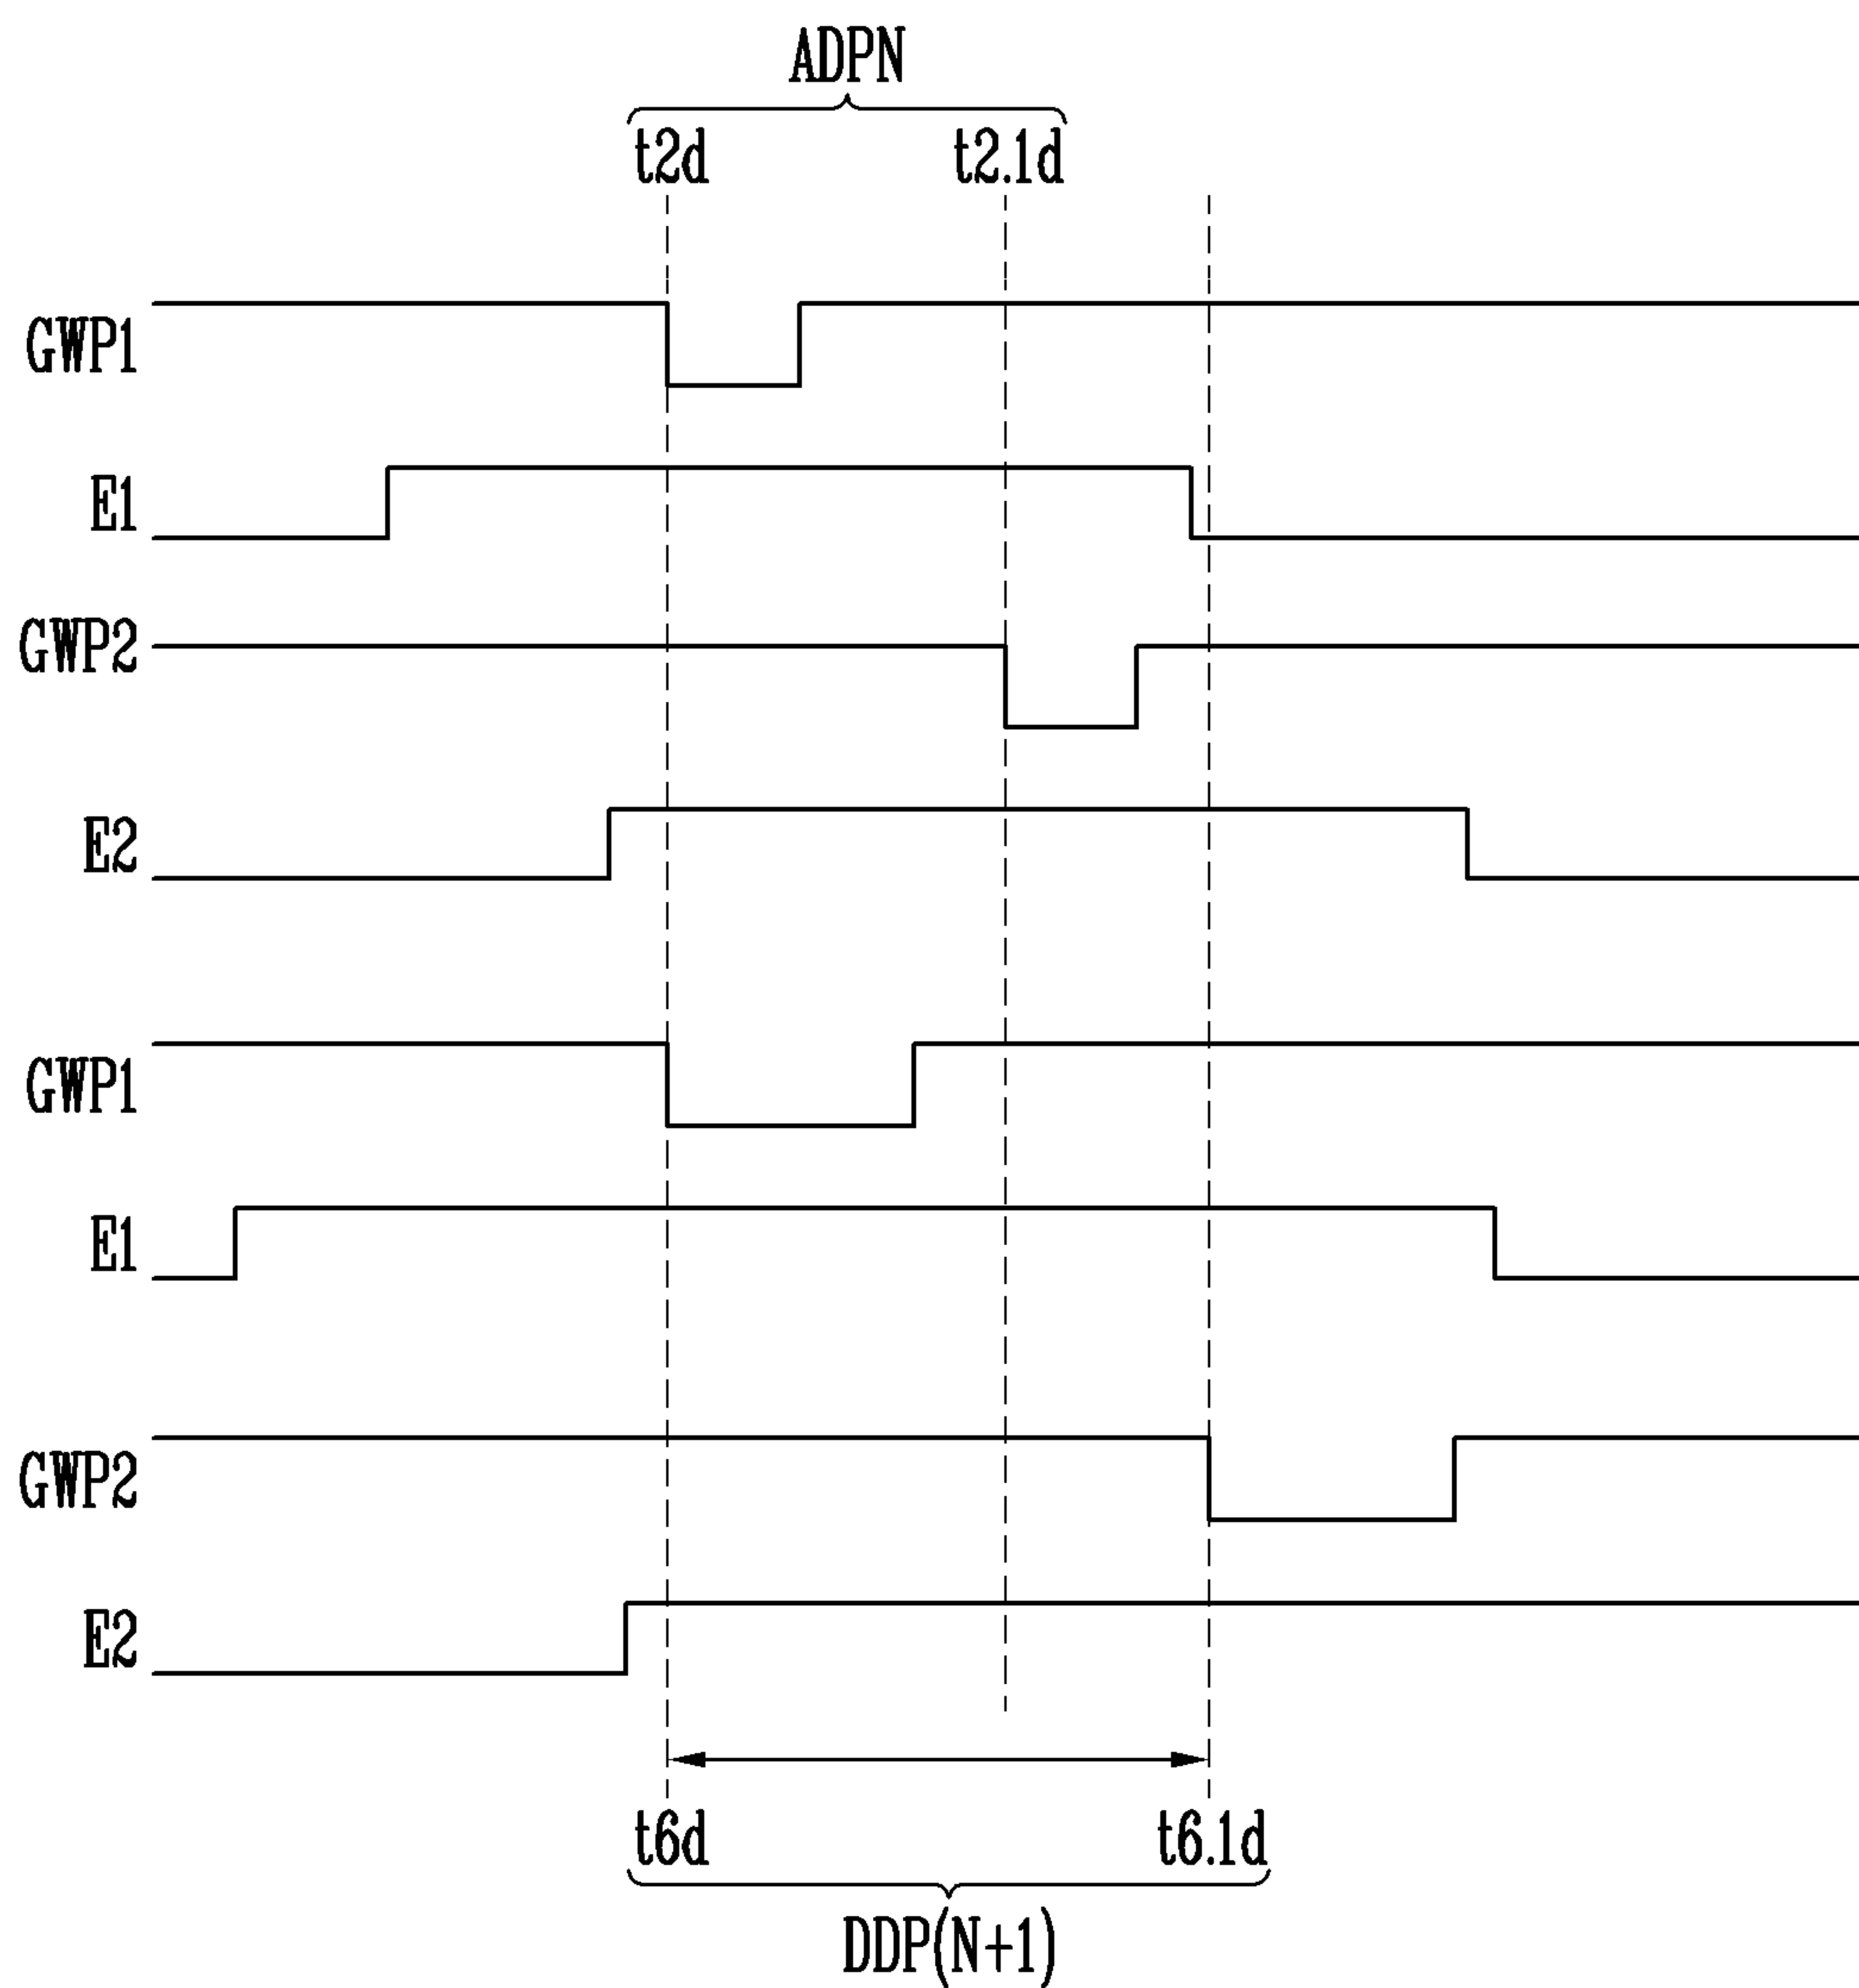 ADPN
t2d t2.1d
GWP1
E1
GWP2
E2
GWP1
E1
GWP2
E2
t6d t6.1d
DDP(N+1)